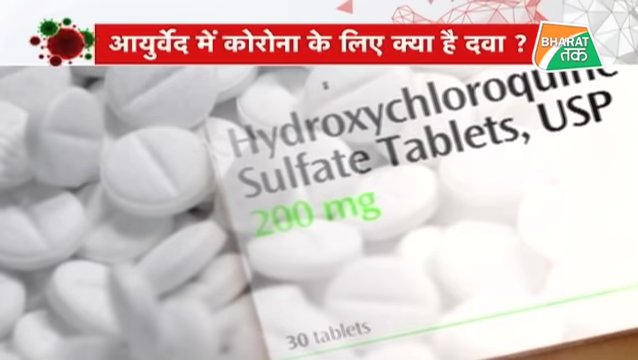 आयुर्वेद में कोरोना के लिए क्या है दवा ?
BHARAT
तक
Hydroxychloroquine
Sulfate Tablets, USP
200 mg
30 tablets